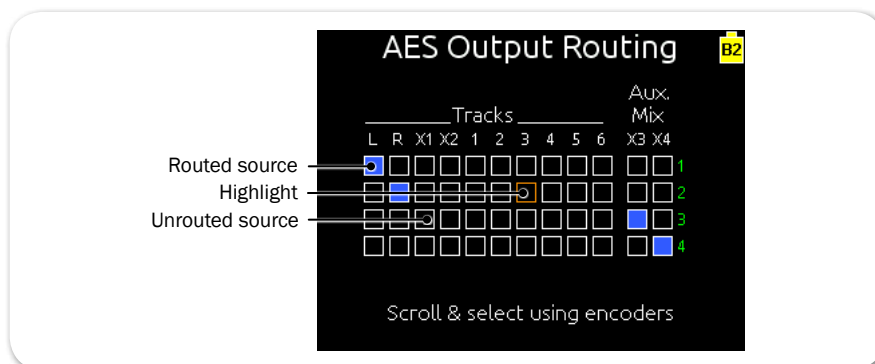 AES Output Routing
B2
Aux.
Tracks Mix
L R X1 X2 1 2 3 4 5 6 X3 X4
Routed source 1
Highlight 2
Unrouted source 3
4
Scroll & select using encoders